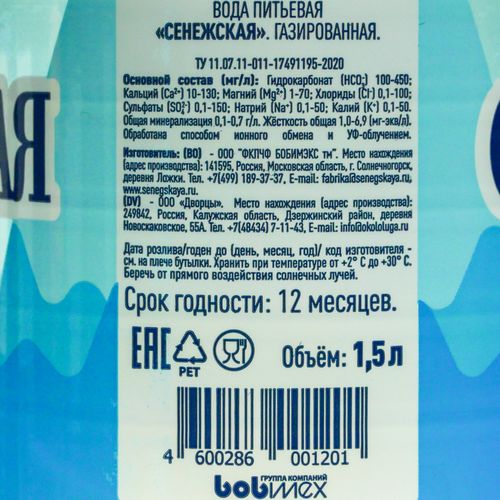 ВОДА ПИТЬЕВАЯ
«СЕНЕЖСКАЯ». ГАЗИРОВАННАЯ.
ТУ 11.07.11-011-17491195-2020
Основной состав (мг/л): Гидрокарбонат (HCO₃⁻) 100-450;
Кальций (Ca²⁺) 10-130; Магний (Mg²⁺) 1-70; Хлориды (Cl⁻) 0,1-100;
Сульфаты (SO₄²⁻) 0,1-150; Натрий (Na⁺) 0,1-50; Калий (K⁺) 0,1-50.
Общая минерализация 0,1-0,7 г/л. Жёсткость общая 1,0-6,9 (мг-экв/л).
Обработана способом ионного обмена и УФ-облучением.
Изготовитель: (ВО) - ООО "ФКПЧФ БОБИМЭКС тм". Место нахождения
(адрес производства): 141595, Россия, Московская область, г. Солнечногорск,
деревня Ложки. Тел. +7(499) 189-37-37, E-mail: fabrika@senegskaya.ru,
www.senegskaya.ru
(DV) - ООО «Дворцы». Место нахождения (адрес производства):
249842, Россия, Калужская область, Дзержинский район, деревня
Новоскаковское, 55А. Тел. +7(48434) 7-11-43, E-mail: info@okololuga.ru
Дата розлива/годен до (день, месяц, год)/ код изготовителя -
см. на плече бутылки. Хранить при температуре от +2° С до +30° С.
Беречь от прямого воздействия солнечных лучей.
Срок годности: 12 месяцев.
EAC
PET
Объём: 1,5 л
4 600286 001201
ГРУППА КОМПАНИЙ
bobimex
АЯ